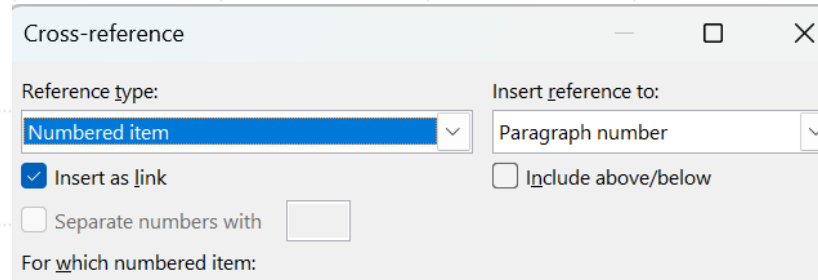 Cross-reference
Reference type: Insert reference to:
Numbered item Paragraph number
Insert as link Include above/below
Separate numbers with
For which numbered item: